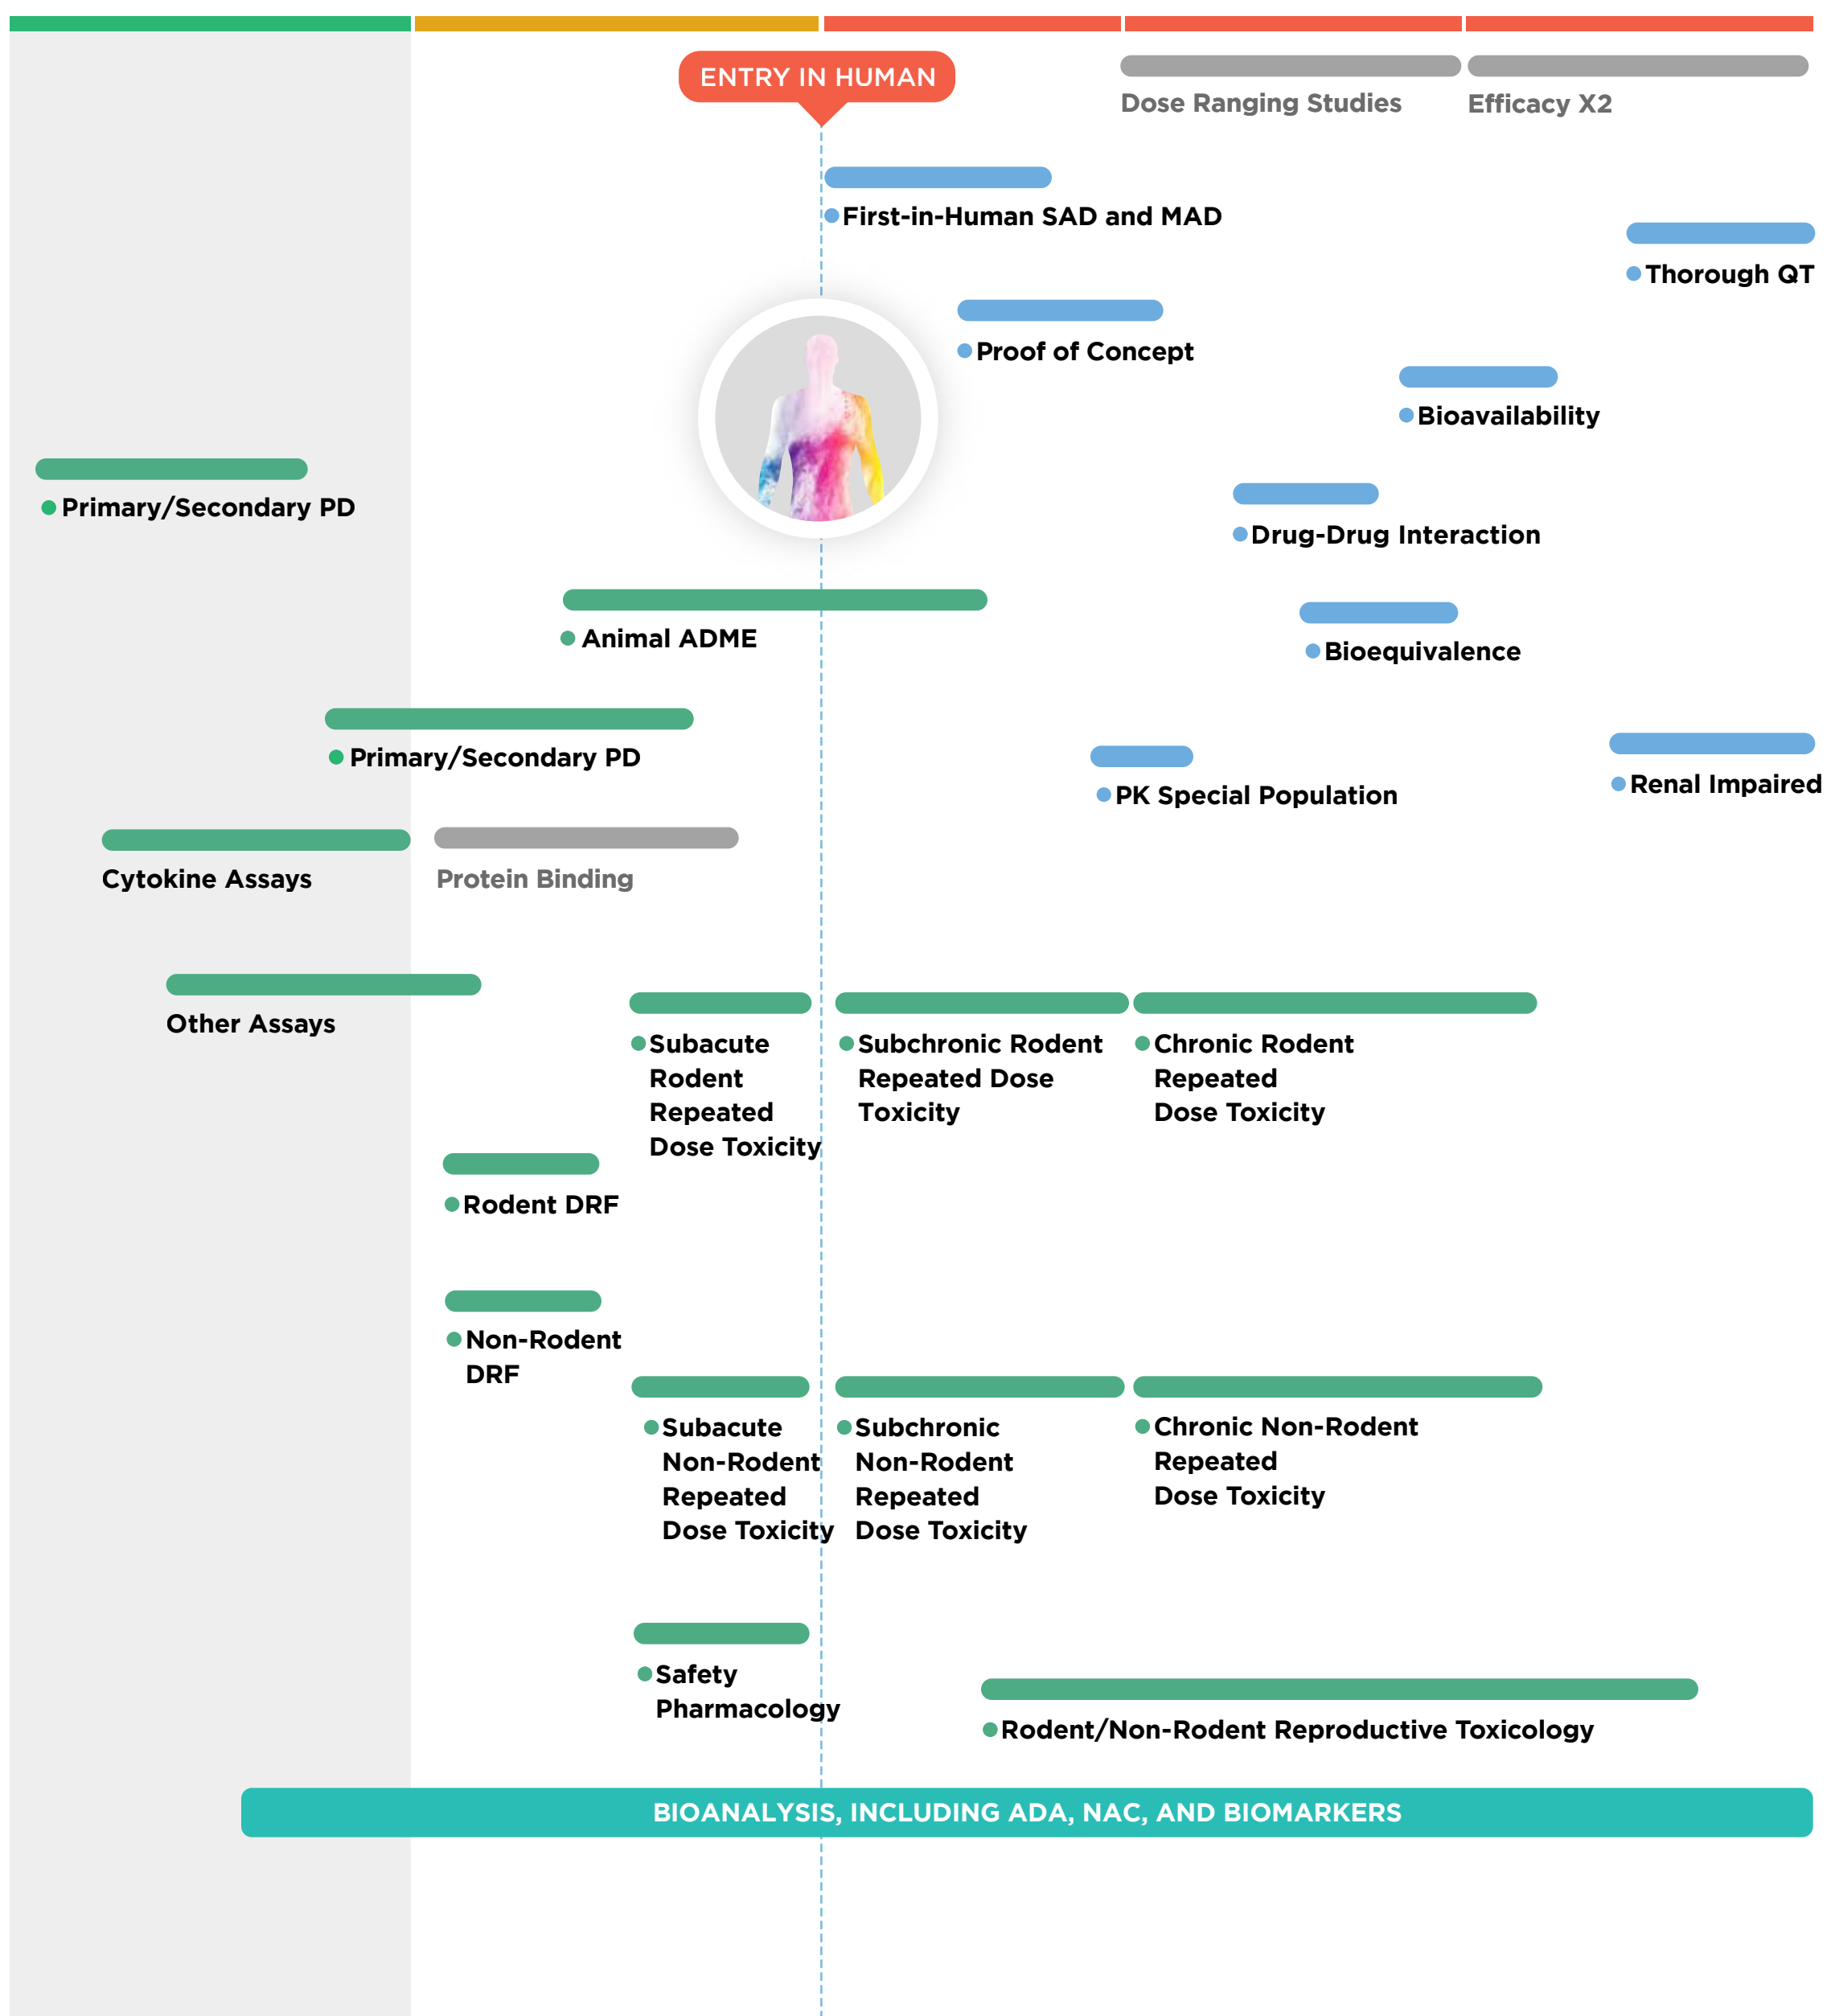 ENTRY IN HUMAN
Dose Ranging Studies
Efficacy X2
First-in-Human SAD and MAD
Thorough QT
Proof of Concept
Bioavailability
Primary/Secondary PD
Drug-Drug Interaction
Animal ADME
Bioequivalence
Primary/Secondary PD
PK Special Population
Renal Impaired
Cytokine Assays
Protein Binding
Other Assays
Subacute
Rodent
Repeated
Dose Toxicity
Subchronic Rodent
Repeated Dose
Toxicity
Chronic Rodent
Repeated
Dose Toxicity
Rodent DRF
Non-Rodent
DRF
Subacute
Non-Rodent
Repeated
Dose Toxicity
Subchronic
Non-Rodent
Repeated
Dose Toxicity
Chronic Non-Rodent
Repeated
Dose Toxicity
Safety
Pharmacology
Rodent/Non-Rodent Reproductive Toxicology
BIOANALYSIS, INCLUDING ADA, NAC, AND BIOMARKERS